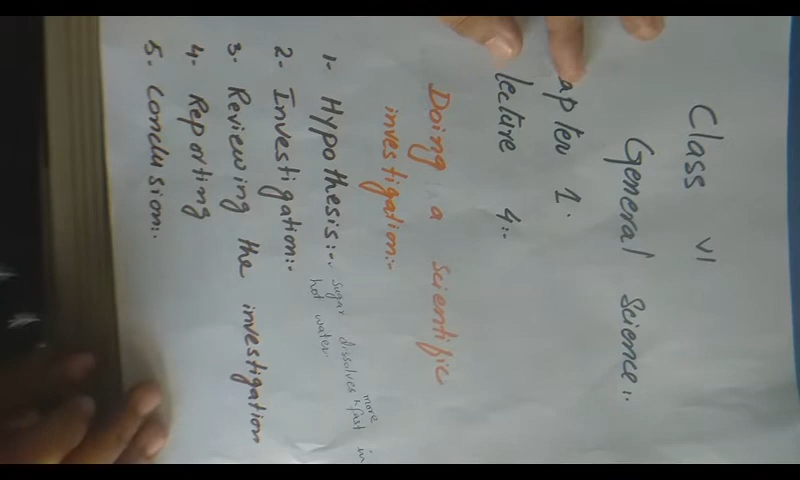 Class VI
General Science:.
apter 1.
lecture 4:-
Doing a scientific
investigation:-
1- Hypothesis:-. sugar dissolves more fast in
hot water.
2- Investigation:-
3- Reviewing the investigation
4- Reporting
5- Conclusion:.